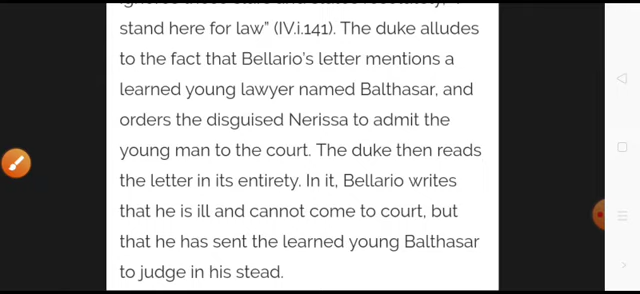 stand here for law” (IV.i.141). The duke alludes
to the fact that Bellario’s letter mentions a
learned young lawyer named Balthasar, and
orders the disguised Nerissa to admit the
young man to the court. The duke then reads
the letter in its entirety. In it, Bellario writes
that he is ill and cannot come to court, but
that he has sent the learned young Balthasar
to judge in his stead.